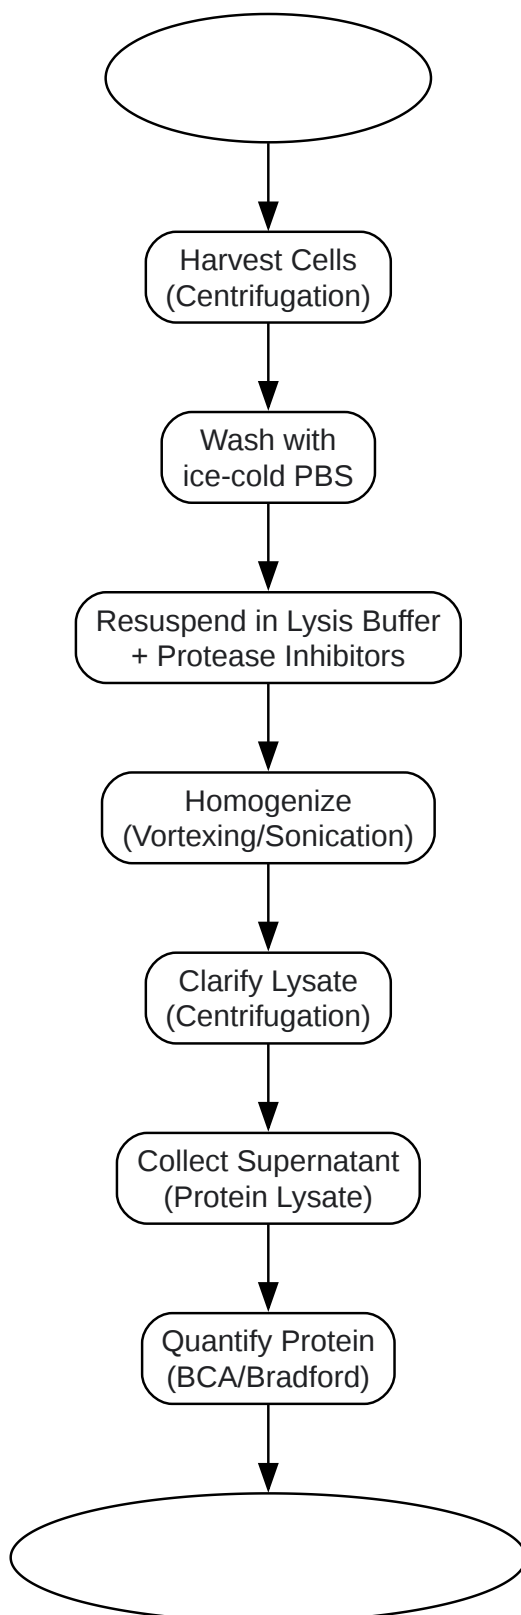 Harvest Cells
(Centrifugation)
Wash with
ice-cold PBS
Resuspend in Lysis Buffer
+ Protease Inhibitors
Homogenize
(Vortexing/Sonication)
Clarify Lysate
(Centrifugation)
Collect Supernatant
(Protein Lysate)
Quantify Protein
(BCA/Bradford)